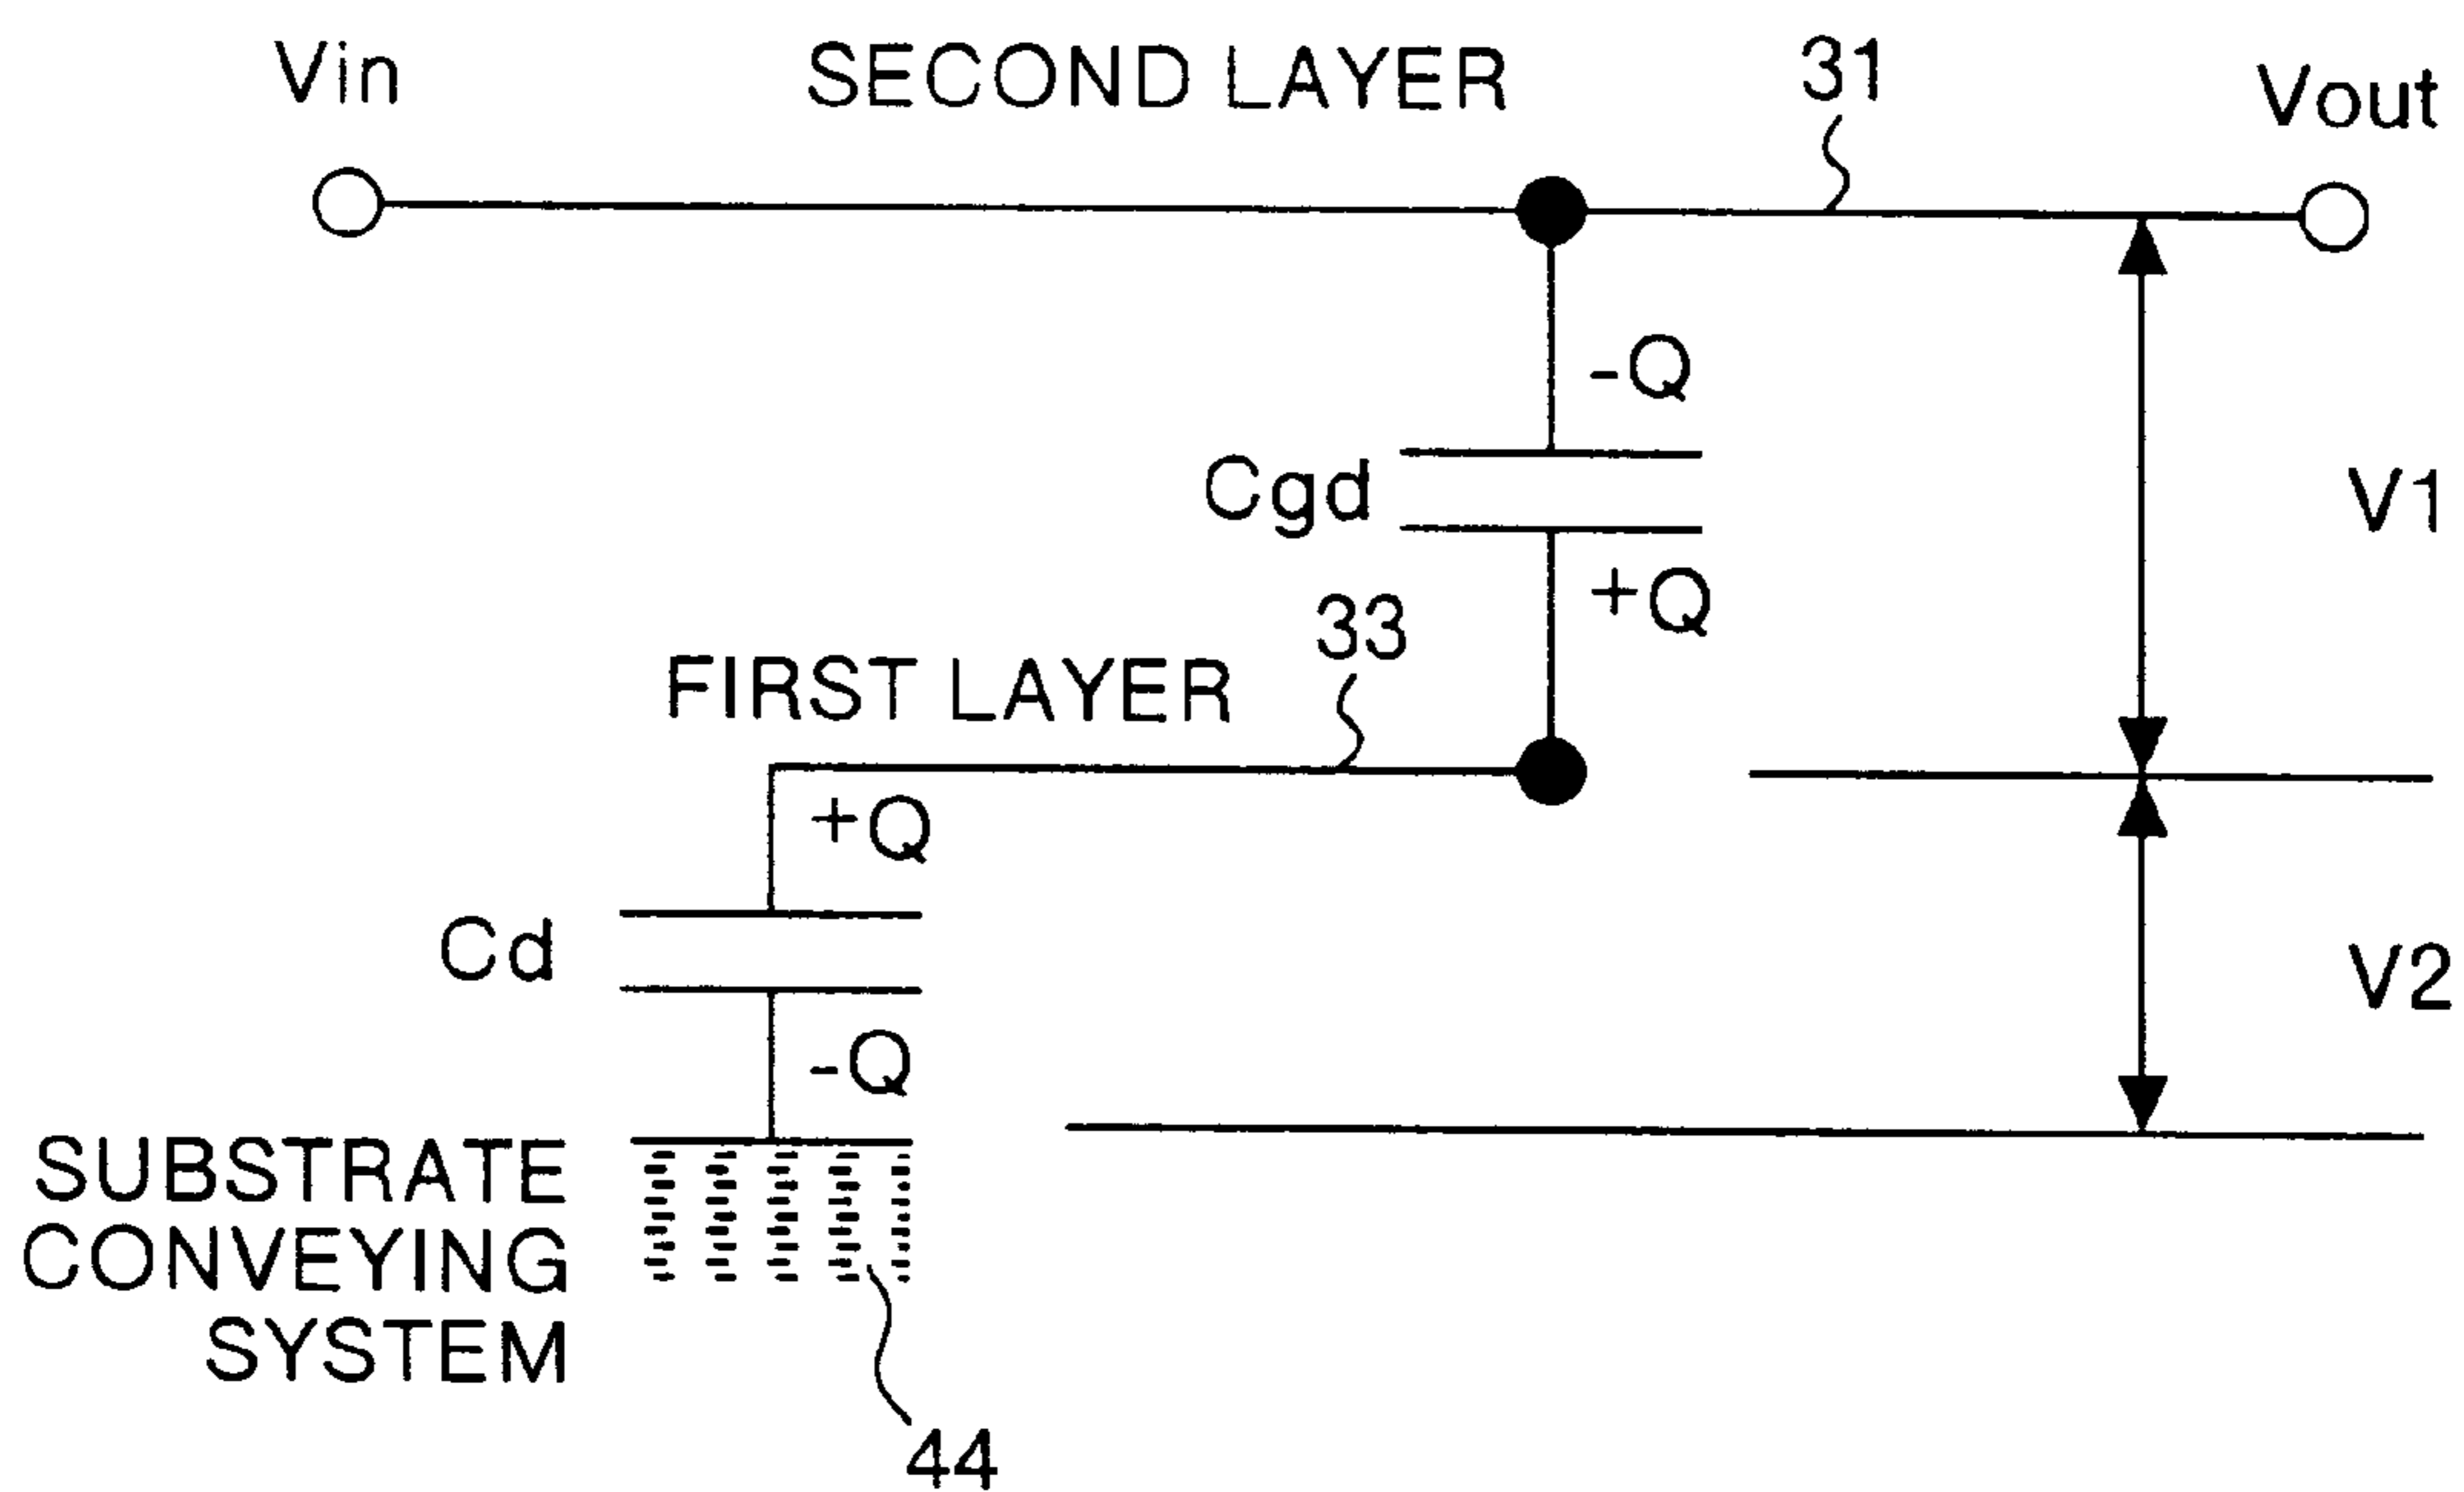 Vin
SECOND LAYER
31
Vout
-Q
Cgd
V1
+Q
33
FIRST LAYER
+Q
Cd
V2
-Q
SUBSTRATE
CONVEYING
SYSTEM
44